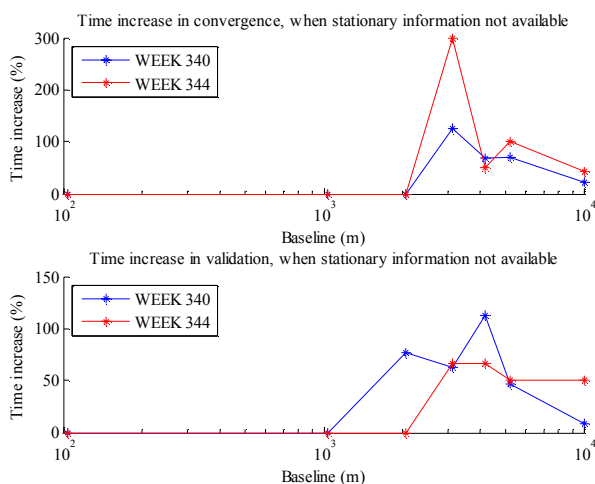 Time increase in convergence, when stationary information not available
300
200
100
0
Time increase (%)
WEEK 340
WEEK 344
10^2
10^3
10^4
Baseline (m)
Time increase in validation, when stationary information not available
150
100
50
0
Time increase (%)
WEEK 340
WEEK 344
10^2
10^3
10^4
Baseline (m)